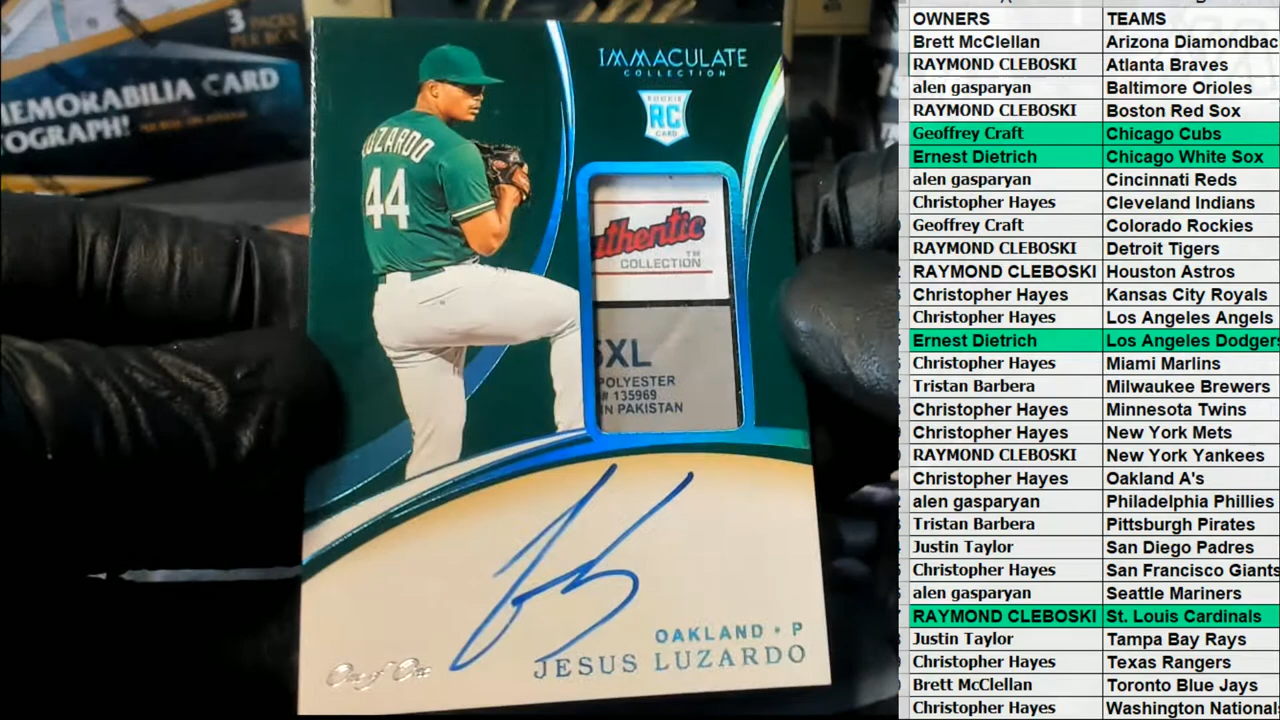 3 PACKS
PER BOX
MEMORABILIA CARD
TOGRAPH!
IMMACULATE
COLLECTION
ROOKIE
RC
CARD
LUZARDO
44
uthentic
COLLECTION™
XL
POLYESTER
# 135969
IN PAKISTAN
OAKLAND • P
JESUS LUZARDO
One of One
OWNERS TEAMS
Brett McClellan Arizona Diamondbac
RAYMOND CLEBOSKI Atlanta Braves
alen gasparyan Baltimore Orioles
RAYMOND CLEBOSKI Boston Red Sox
Geoffrey Craft Chicago Cubs
Ernest Dietrich Chicago White Sox
alen gasparyan Cincinnati Reds
Christopher Hayes Cleveland Indians
Geoffrey Craft Colorado Rockies
RAYMOND CLEBOSKI Detroit Tigers
RAYMOND CLEBOSKI Houston Astros
Christopher Hayes Kansas City Royals
Christopher Hayes Los Angeles Angels
Ernest Dietrich Los Angeles Dodgers
Christopher Hayes Miami Marlins
Tristan Barbera Milwaukee Brewers
Christopher Hayes Minnesota Twins
Christopher Hayes New York Mets
RAYMOND CLEBOSKI New York Yankees
Christopher Hayes Oakland A's
alen gasparyan Philadelphia Phillies
Tristan Barbera Pittsburgh Pirates
Justin Taylor San Diego Padres
Christopher Hayes San Francisco Giants
alen gasparyan Seattle Mariners
RAYMOND CLEBOSKI St. Louis Cardinals
Justin Taylor Tampa Bay Rays
Christopher Hayes Texas Rangers
Brett McClellan Toronto Blue Jays
Christopher Hayes Washington National